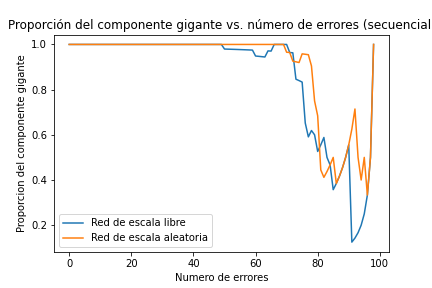 Proporción del componente gigante vs. número de errores (secuencial
Proporcion del componente gigante
1.0
0.8
0.6
0.4
0.2
Red de escala libre
Red de escala aleatoria
0 20 40 60 80 100
Numero de errores